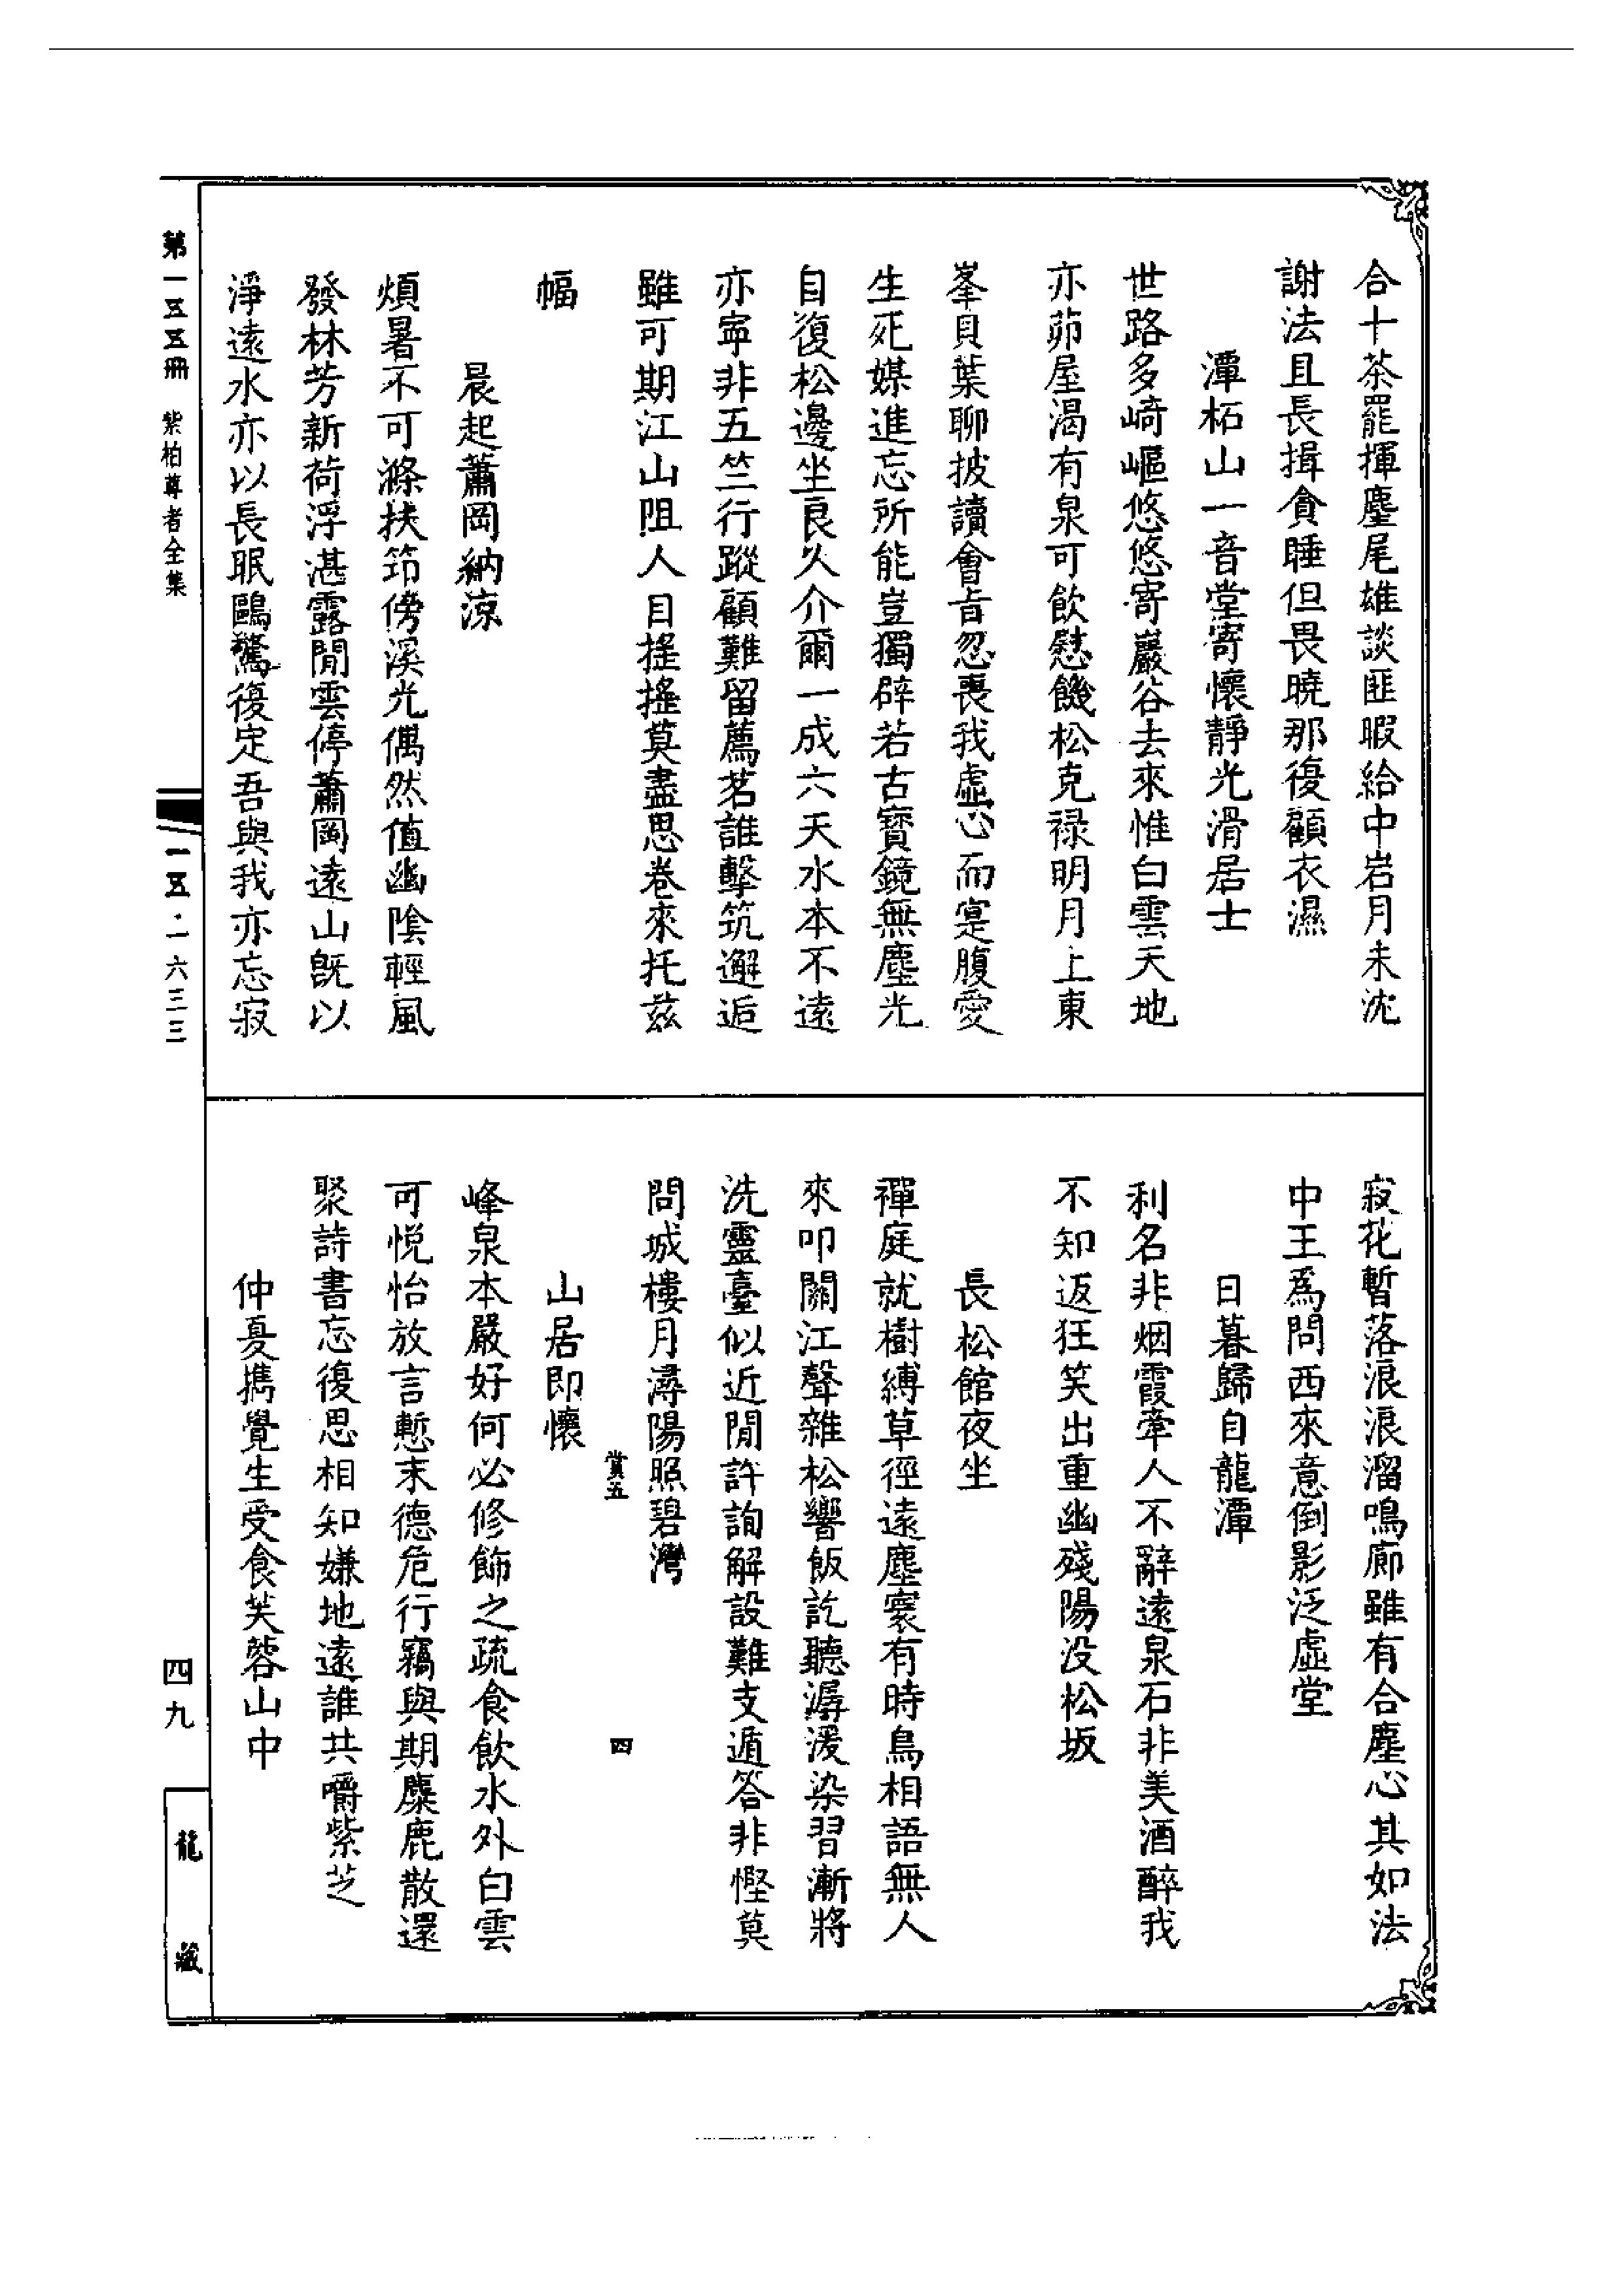 合十茶罷揮麈尾雄談匪暇給中岩月未沈
謝法且長揖貪睡但畏曉那復顧衣濕
潭柘山一音堂寄懷靜光滑居士
世路多崎嶇悠悠寄巖谷去來惟白雲天地
亦茆屋渴有泉可飲慰饑松克禄明月上東
峯貝葉聊披讀會旨忽喪我虛心而寔腹愛
生死媒進忘所能豈獨辟若古寶鏡無塵光
自復松邊坐良久介爾一成六天水本不遠
亦寧非五竺行蹤顧難留薦茗誰擊筑邂逅
雖可期江山阻人目搖搖莫盡思卷來托茲
幅
晨起蕭岡納涼
煩暑不可滌扶筇傍溪光偶然值幽陰輕風
發林芳新荷浮湛露閒雲停蕭岡遠山旣以
淨遠水亦以長眠鷗驚復定吾與我亦忘寂
寂花暫落浪浪溜鳴廊雖有合塵心其如法
中王為問西來意倒影泛虛堂
日暮歸自龍潭
利名非烟霞牽人不辭遠泉石非美酒醉我
不知返狂笑出重幽殘陽没松坂
長松館夜坐
禪庭就樹縛草徑遠塵寰有時鳥相語無人
來叩關江聲雜松響飯訖聽潺湲染習漸將
洗靈臺似近閒許詢解設難支遁答非慳莫
問城樓月潯陽照碧灣
賞五
四
山居即懷
峰泉本嚴好何必修飾之疏食飲水外白雲
可悅怡放言慙末德危行竊與期麋鹿散還
聚詩書忘復思相知嫌地遠誰共嚼紫芝
仲夏攜覺生受食芙蓉山中
第一五五冊 紫柏尊者全集
一五·一六三三
四九
龍藏